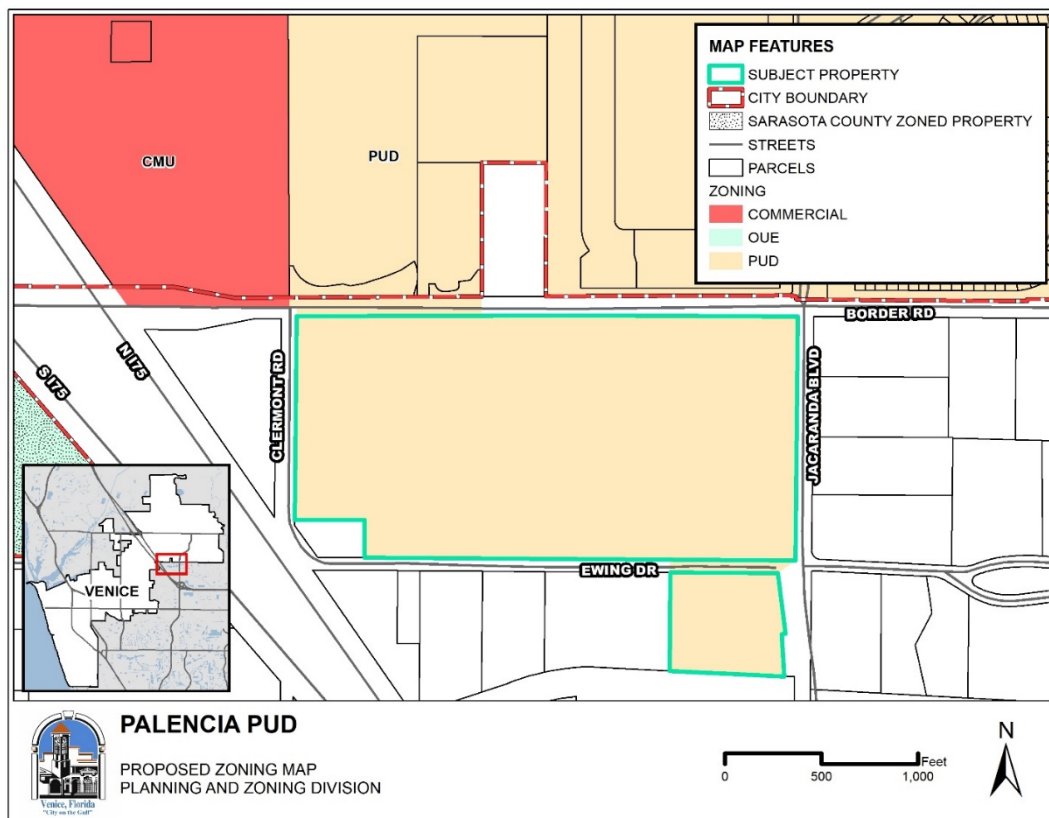 MAP FEATURES
SUBJECT PROPERTY
CITY BOUNDARY
SARASOTA COUNTY ZONED PROPERTY
STREETS
PARCELS
ZONING
COMMERCIAL
OUE
PUD
CMU
PUD
BORDER RD
N I75
S I75
CLERMONT RD
JACARANDA BLVD
EWING DR
VENICE
PALENCIA PUD
PROPOSED ZONING MAP
PLANNING AND ZONING DIVISION
Venice, Florida
"City on the Gulf"
Feet
0 500 1,000
N